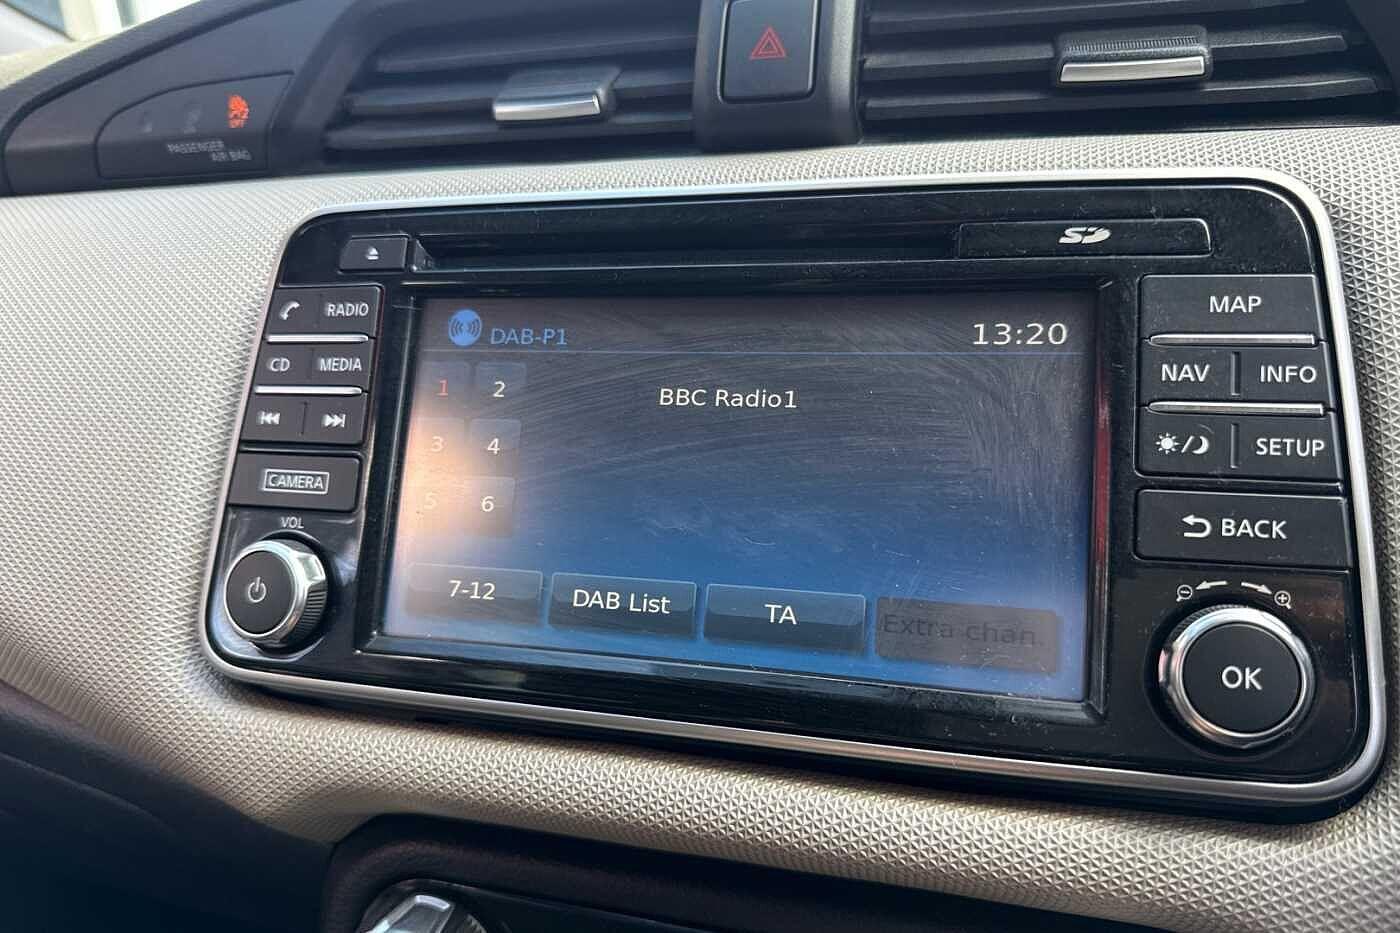 OFF
PASSENGER
AIR BAG
SD
RADIO
MAP
DAB-P1
13:20
CD
MEDIA
NAV
INFO
1
2
BBC Radio1
3
4
SETUP
CAMERA
5
6
BACK
VOL
7-12
DAB List
TA
Extra chan.
OK